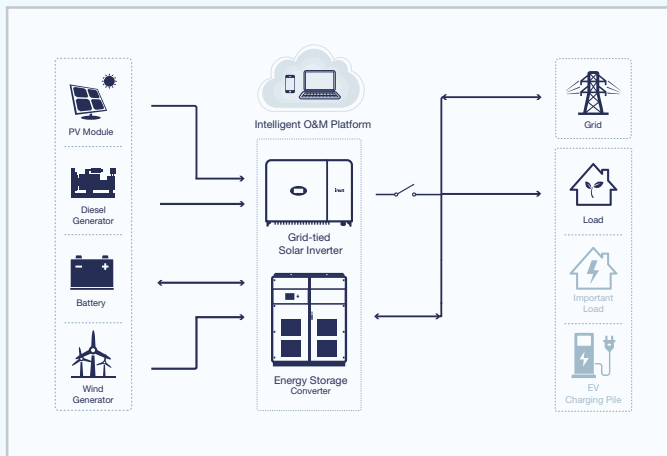 Intelligent O&M Platform
PV Module
Diesel
Generator
Battery
Wind
Generator
Grid-tied
Solar Inverter
Energy Storage
Converter
Grid
Load
Important
Load
EV
Charging Pile